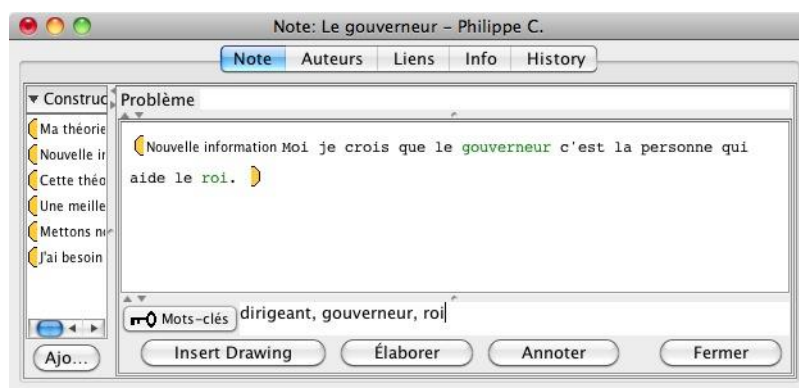 Note: Le gouverneur – Philippe C.
Note Auteurs Liens Info History
Construc
Ma théorie
Nouvelle ir
Cette théo
Une meille
Mettons no
J'ai besoin
Ajo...
Problème
Nouvelle information Moi je crois que le gouverneur c'est la personne qui
aide le roi.
Mots-clés dirigeant, gouverneur, roi
Insert Drawing Élaborer Annoter Fermer